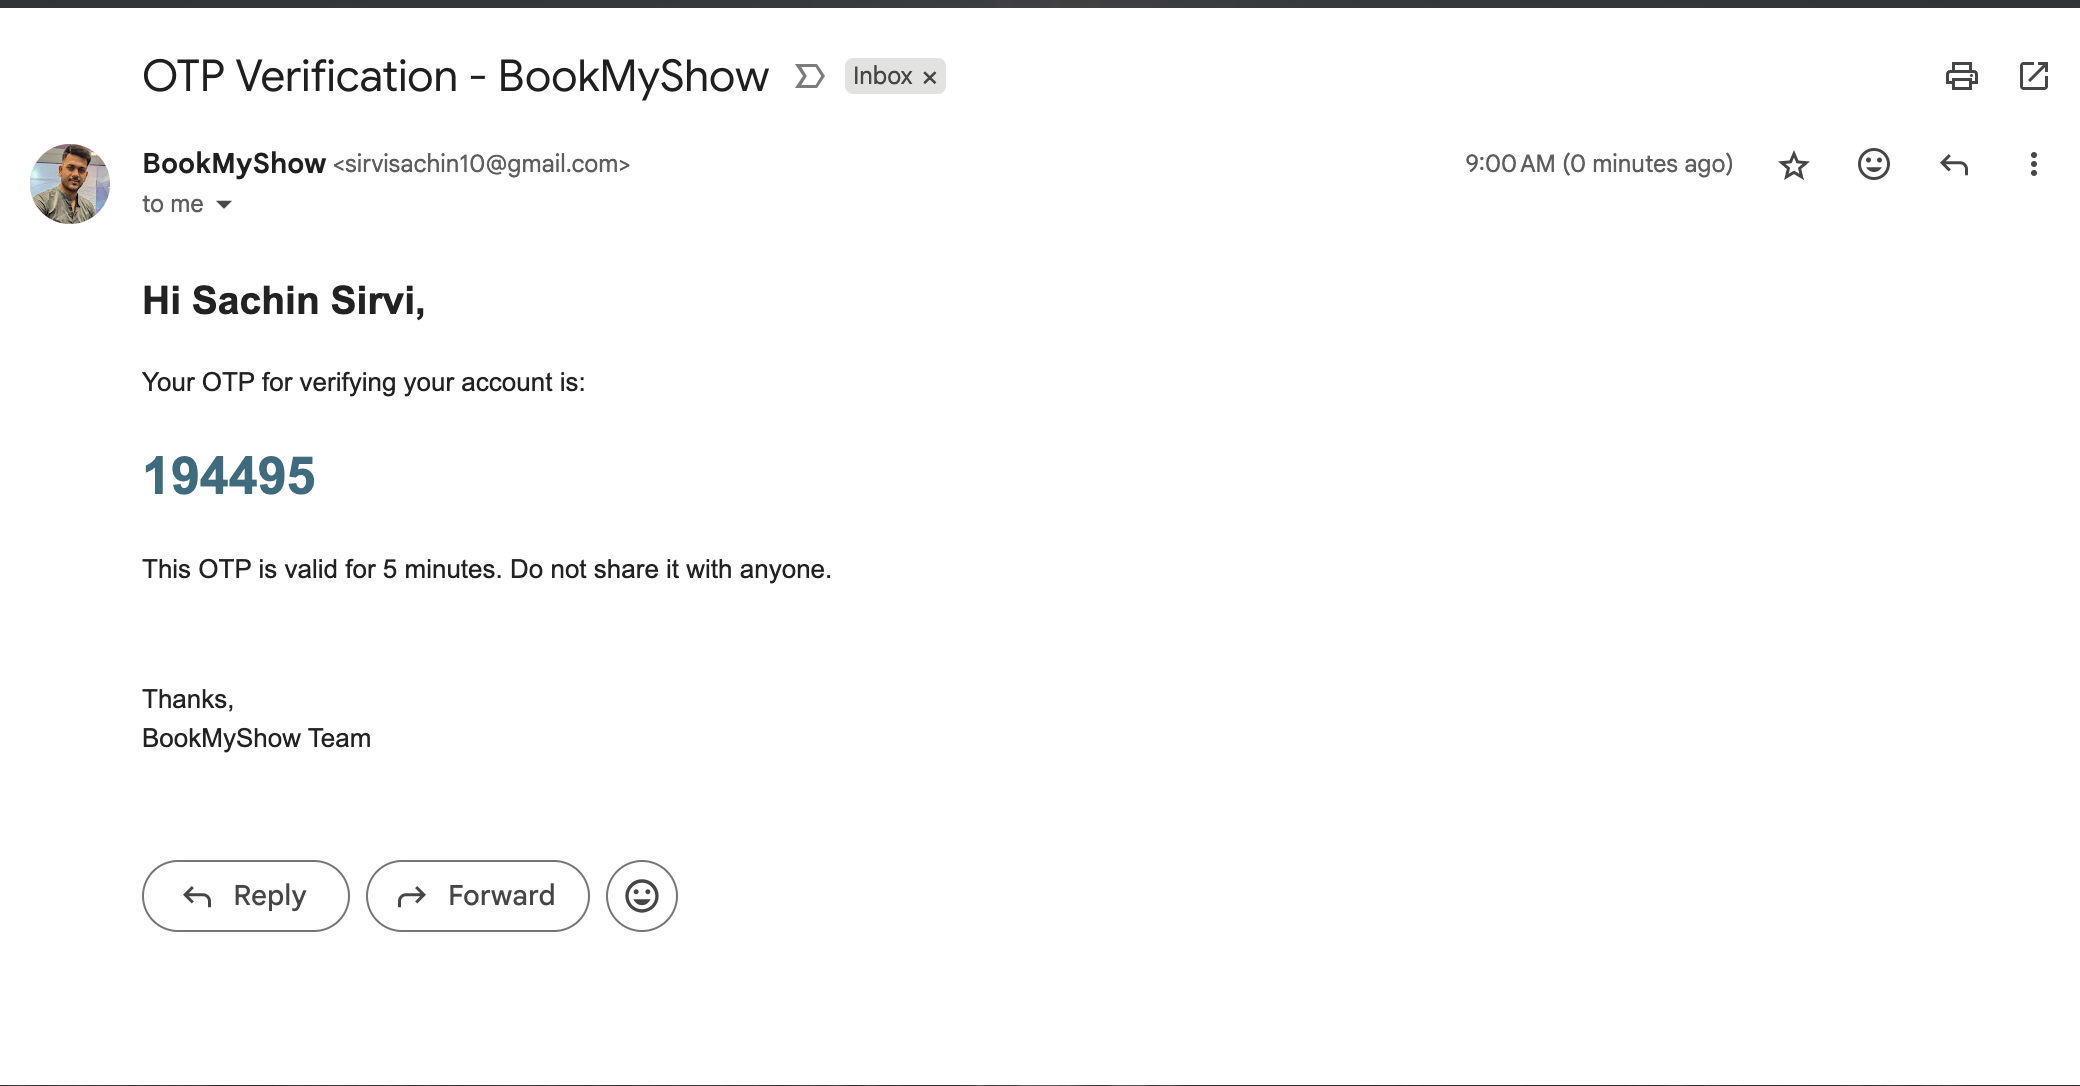 OTP Verification - BookMyShow Inbox ×
BookMyShow <sirvisachin10@gmail.com> 9:00 AM (0 minutes ago)
to me
Hi Sachin Sirvi,
Your OTP for verifying your account is:
194495
This OTP is valid for 5 minutes. Do not share it with anyone.
Thanks,
BookMyShow Team
Reply Forward